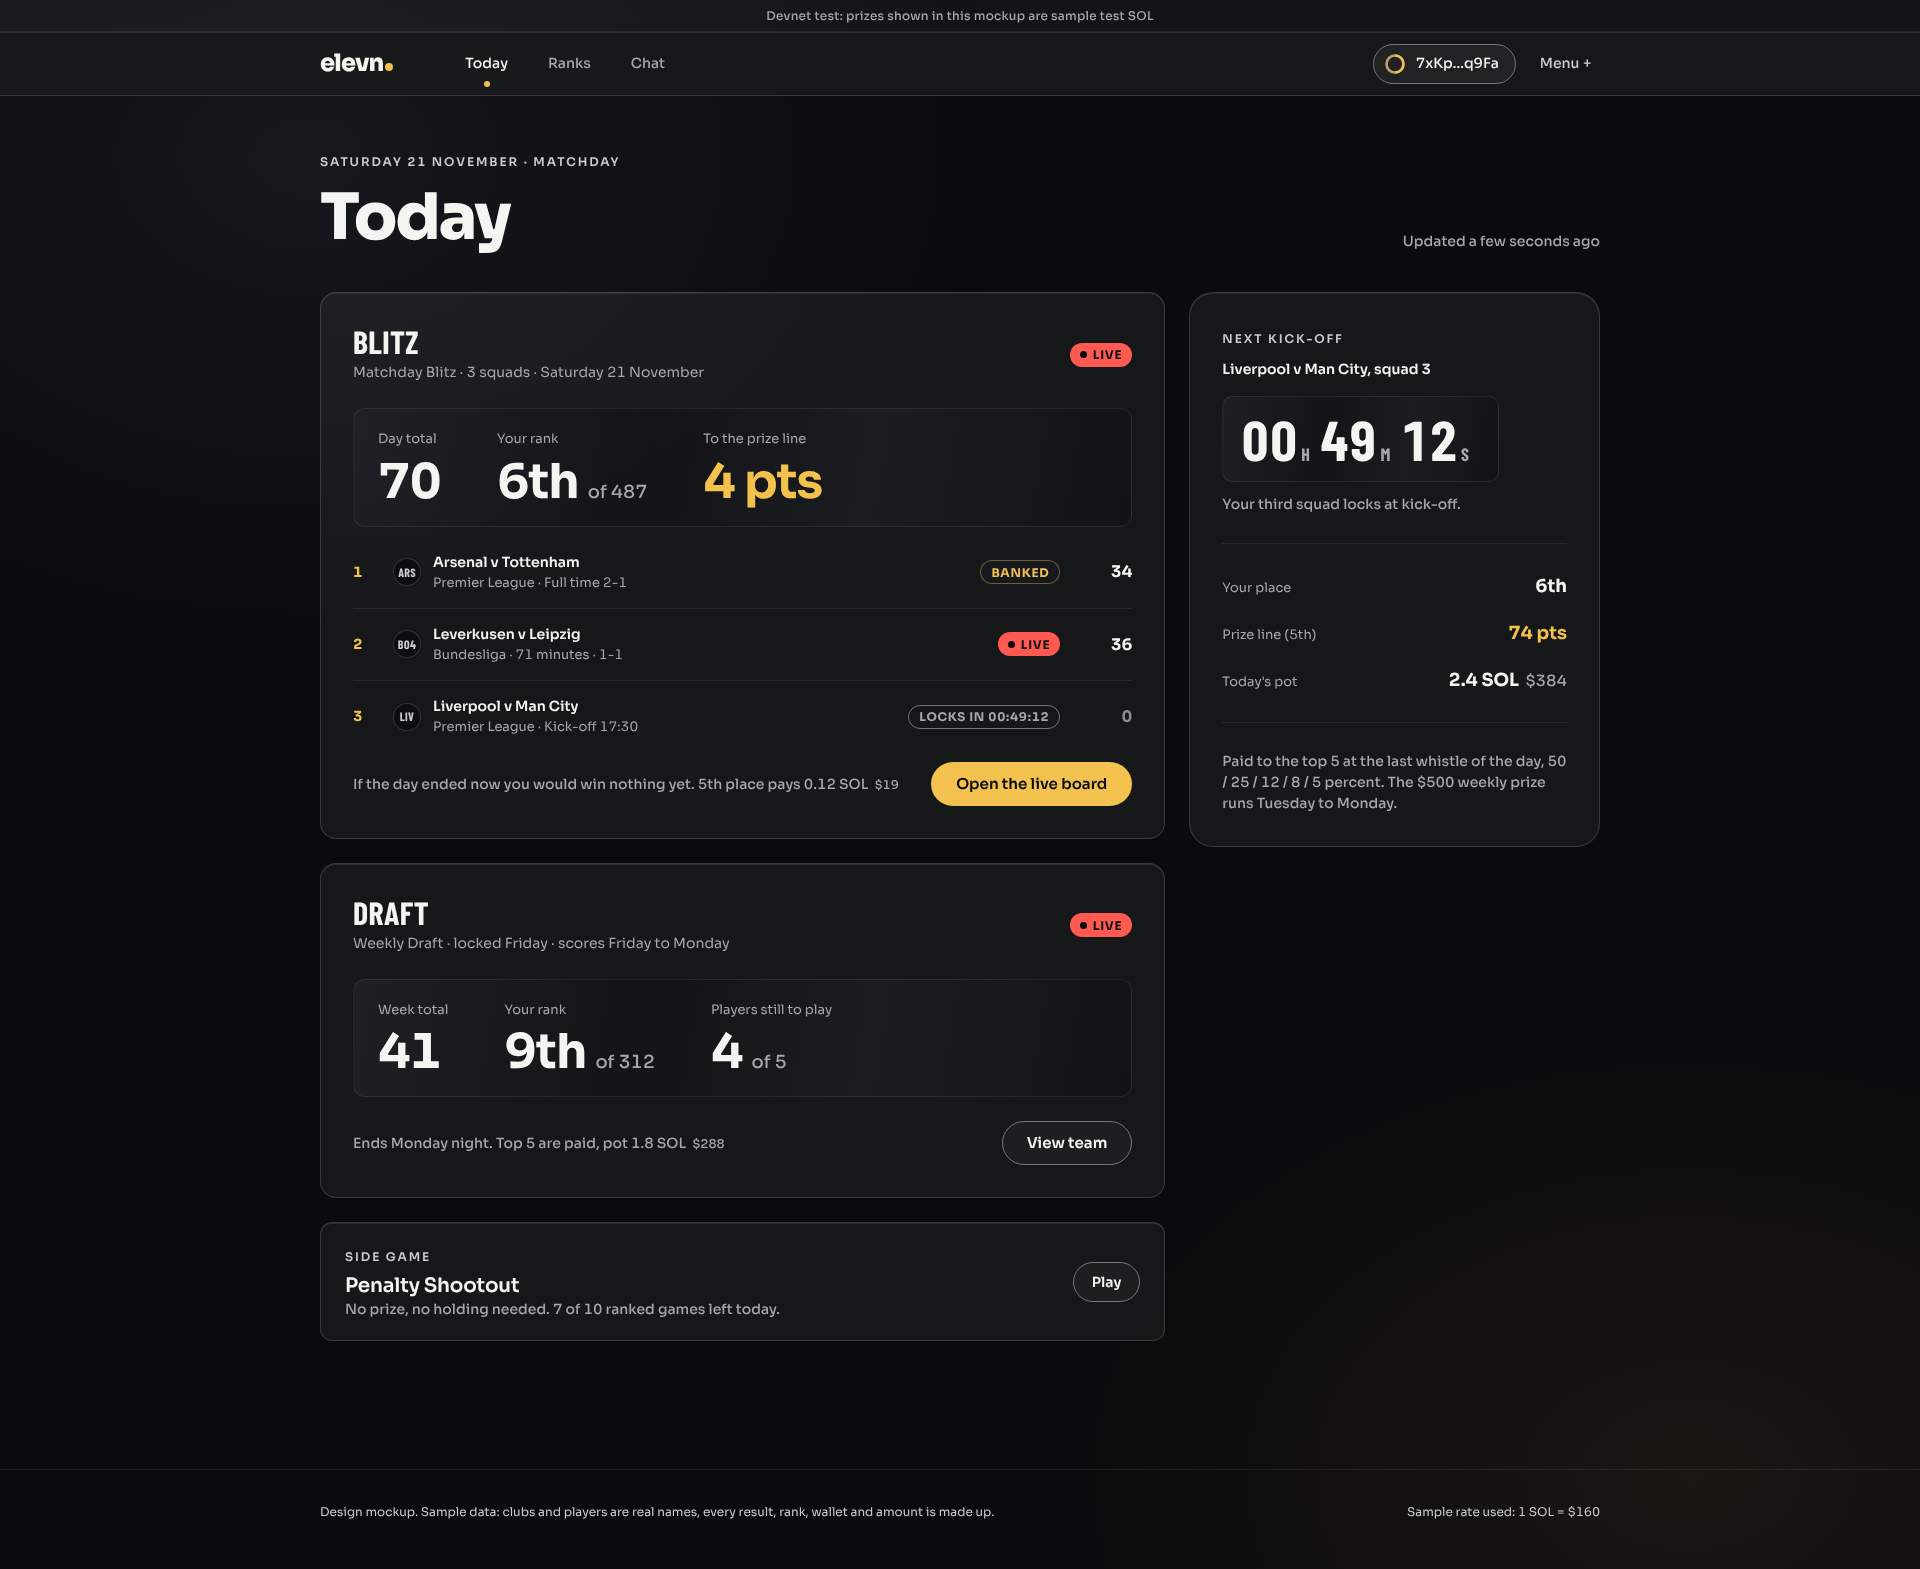 Devnet test: prizes shown in this mockup are sample test SOL
elevn.
Today
Ranks
Chat
7xKp...q9Fa
Menu +
SATURDAY 21 NOVEMBER · MATCHDAY
Today
Updated a few seconds ago
BLITZ
Matchday Blitz · 3 squads · Saturday 21 November
LIVE
Day total
70
Your rank
6th of 487
To the prize line
4 pts
1
ARS
Arsenal v Tottenham
Premier League · Full time 2-1
BANKED
34
2
B04
Leverkusen v Leipzig
Bundesliga · 71 minutes · 1-1
LIVE
36
3
LIV
Liverpool v Man City
Premier League · Kick-off 17:30
LOCKS IN 00:49:12
0
If the day ended now you would win nothing yet. 5th place pays 0.12 SOL $19
Open the live board
NEXT KICK-OFF
Liverpool v Man City, squad 3
00 H 49 M 12 S
Your third squad locks at kick-off.
Your place
6th
Prize line (5th)
74 pts
Today's pot
2.4 SOL $384
Paid to the top 5 at the last whistle of the day, 50
/ 25 / 12 / 8 / 5 percent. The $500 weekly prize
runs Tuesday to Monday.
DRAFT
Weekly Draft · locked Friday · scores Friday to Monday
LIVE
Week total
41
Your rank
9th of 312
Players still to play
4 of 5
Ends Monday night. Top 5 are paid, pot 1.8 SOL $288
View team
SIDE GAME
Penalty Shootout
No prize, no holding needed. 7 of 10 ranked games left today.
Play
Design mockup. Sample data: clubs and players are real names, every result, rank, wallet and amount is made up.
Sample rate used: 1 SOL = $160